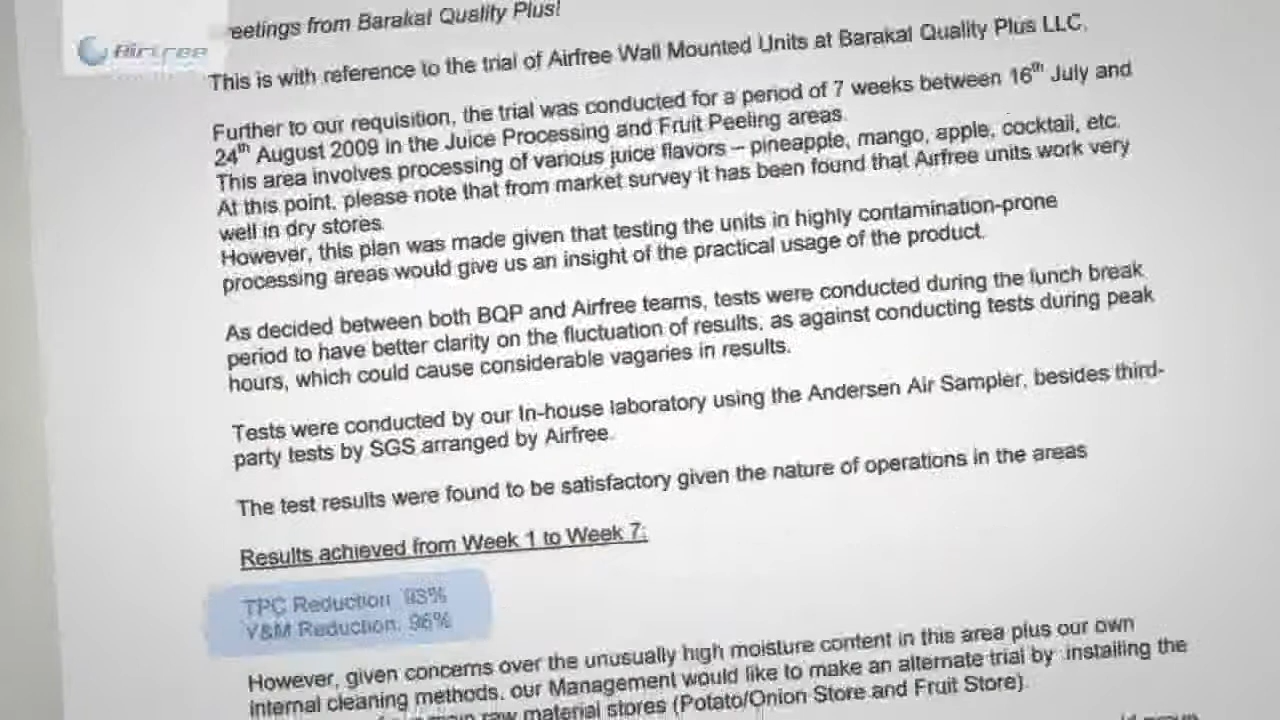 Airfree
eetings from Barakat Quality Plus!
This is with reference to the trial of Airfree Wall Mounted Units at Barakat Quality Plus LLC.
Further to our requisition, the trial was conducted for a period of 7 weeks between 16th July and
24th August 2009 in the Juice Processing and Fruit Peeling areas.
This area involves processing of various juice flavors – pineapple, mango, apple, cocktail, etc.
At this point, please note that from market survey it has been found that Airfree units work very
well in dry stores.
However, this plan was made given that testing the units in highly contamination-prone
processing areas would give us an insight of the practical usage of the product.
As decided between both BQP and Airfree teams, tests were conducted during the lunch break
period to have better clarity on the fluctuation of results, as against conducting tests during peak
hours, which could cause considerable vagaries in results.
Tests were conducted by our In-house laboratory using the Andersen Air Sampler, besides third-
party tests by SGS arranged by Airfree.
The test results were found to be satisfactory given the nature of operations in the areas
Results achieved from Week 1 to Week 7:
TPC Reduction: 93%
Y&M Reduction: 96%
However, given concerns over the unusually high moisture content in this area plus our own
internal cleaning methods, our Management would like to make an alternate trial by installing the
raw material stores (Potato/Onion Store and Fruit Store).